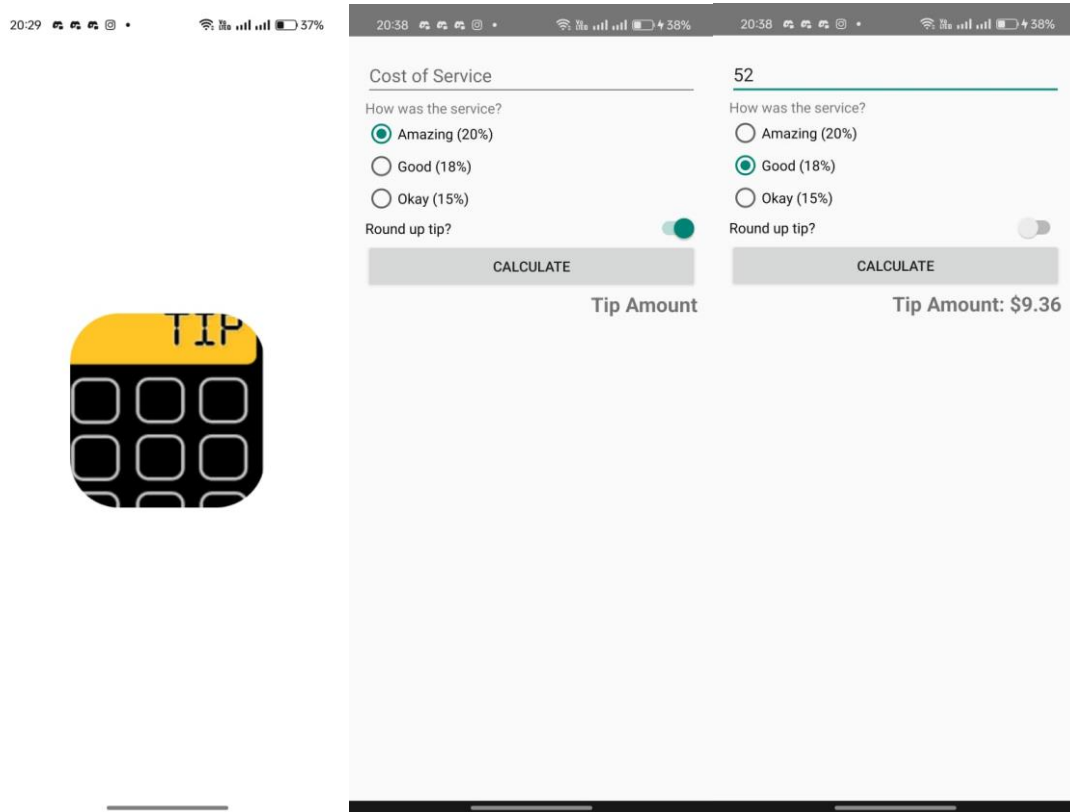 20:29
37%
TIP
20:38
38%
Cost of Service
How was the service?
Amazing (20%)
Good (18%)
Okay (15%)
Round up tip?
CALCULATE
Tip Amount
20:38
38%
52
How was the service?
Amazing (20%)
Good (18%)
Okay (15%)
Round up tip?
CALCULATE
Tip Amount: $9.36